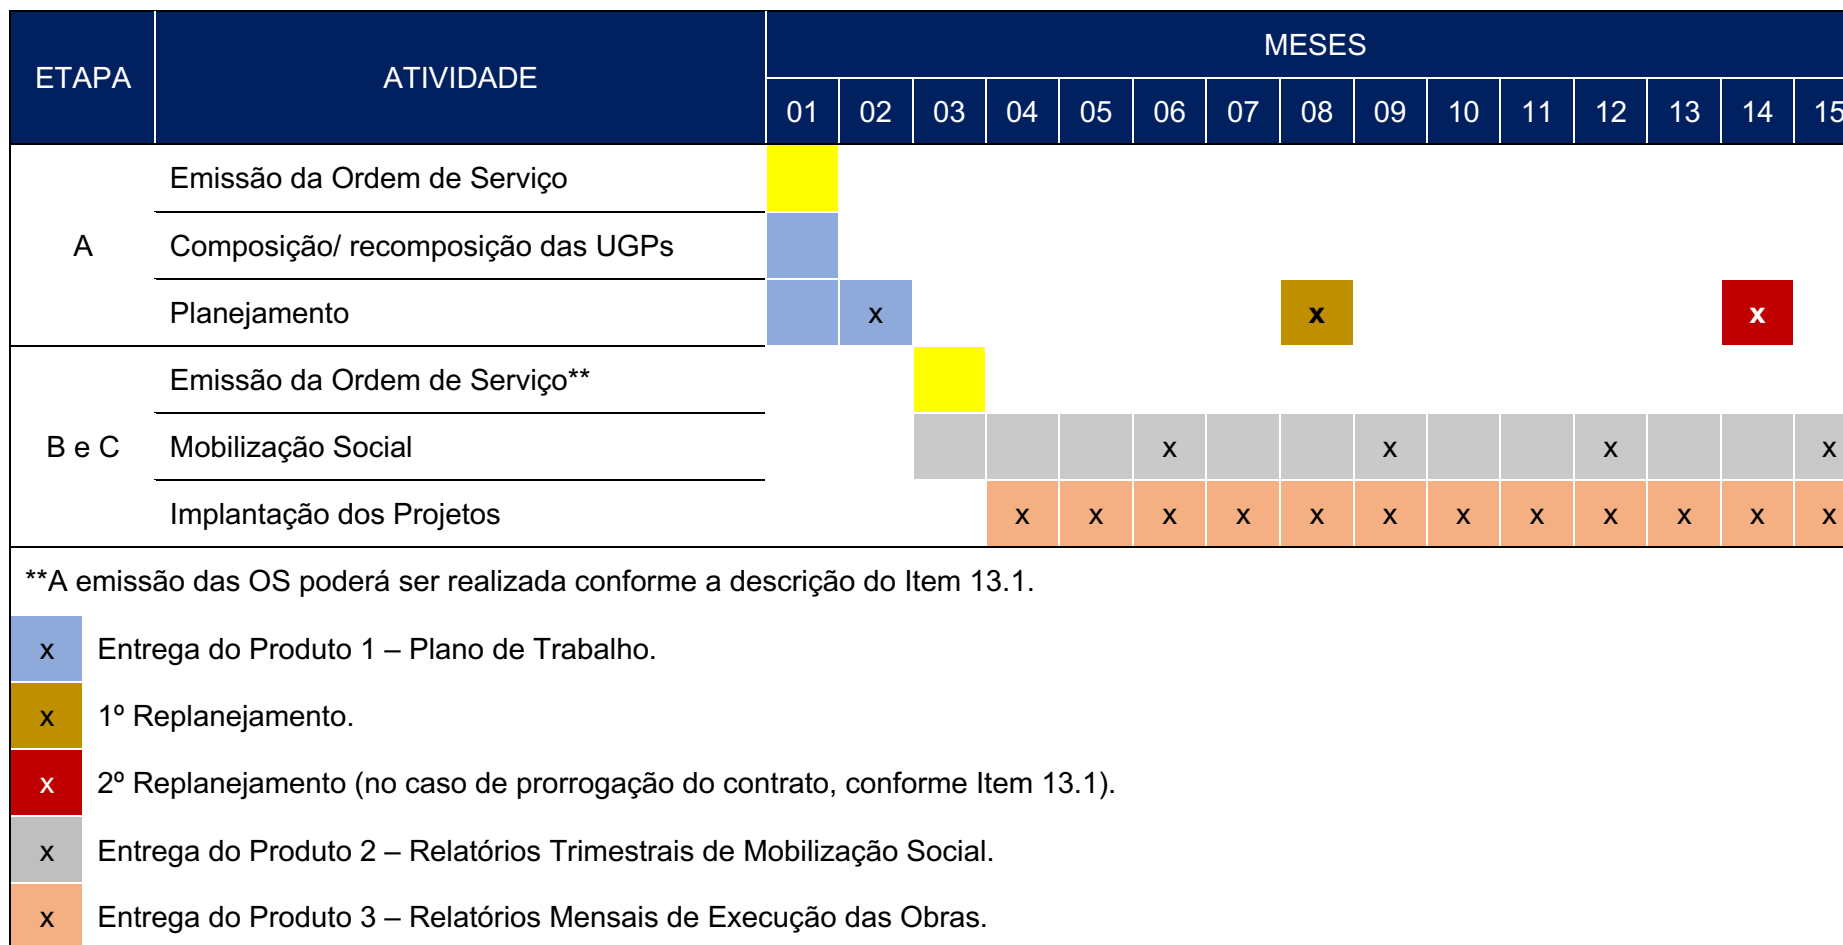 ETAPA ATIVIDADE MESES
01 02 03 04 05 06 07 08 09 10 11 12 13 14 15
A
Emissão da Ordem de Serviço
Composição/ recomposição das UGPs
Planejamento x x x
B e C
Emissão da Ordem de Serviço**
Mobilização Social x x x x
Implantação dos Projetos x x x x x x x x x x x x
**A emissão das OS poderá ser realizada conforme a descrição do Item 13.1.
x Entrega do Produto 1 – Plano de Trabalho.
x 1º Replanejamento.
x 2º Replanejamento (no caso de prorrogação do contrato, conforme Item 13.1).
x Entrega do Produto 2 – Relatórios Trimestrais de Mobilização Social.
x Entrega do Produto 3 – Relatórios Mensais de Execução das Obras.